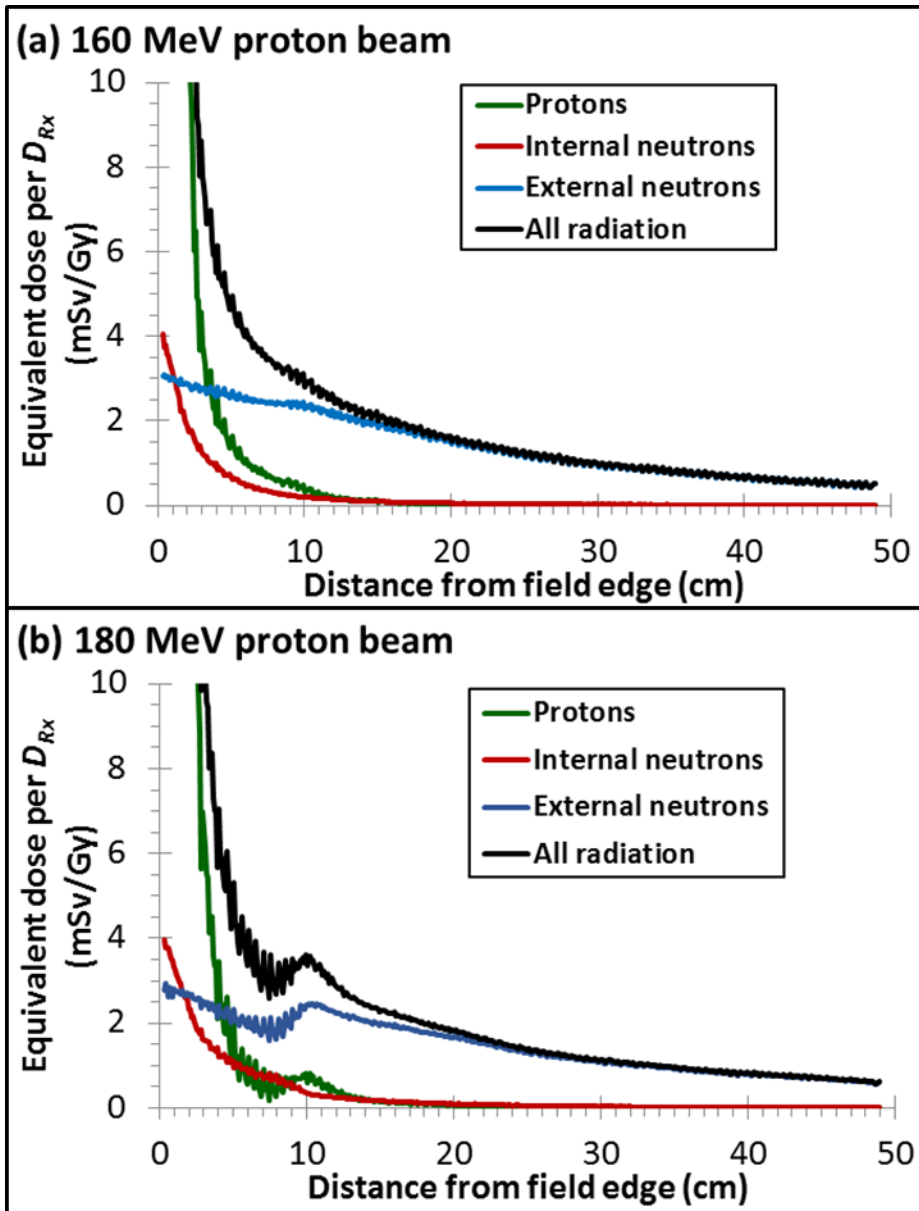 (a) 160 MeV proton beam
Equivalent dose per D_Rx
(mSv/Gy)
10
8
6
4
2
0
Protons
Internal neutrons
External neutrons
All radiation
0 10 20 30 40 50
Distance from field edge (cm)
(b) 180 MeV proton beam
Equivalent dose per D_Rx
(mSv/Gy)
10
8
6
4
2
0
Protons
Internal neutrons
External neutrons
All radiation
0 10 20 30 40 50
Distance from field edge (cm)